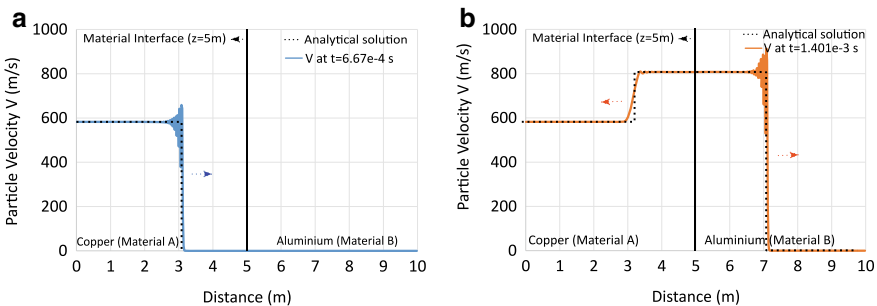 a
Material Interface (z=5m)
Analytical solution
V at t=6.67e-4 s
Particle Velocity V (m/s)
1000
800
600
400
200
0
Copper (Material A)
Aluminium (Material B)
0 1 2 3 4 5 6 7 8 9 10
Distance (m)
b
Material Interface (z=5m)
Analytical solution
V at t=1.401e-3 s
Particle Velocity V (m/s)
1000
800
600
400
200
0
Copper (Material A)
Aluminium (Material B)
0 1 2 3 4 5 6 7 8 9 10
Distance (m)